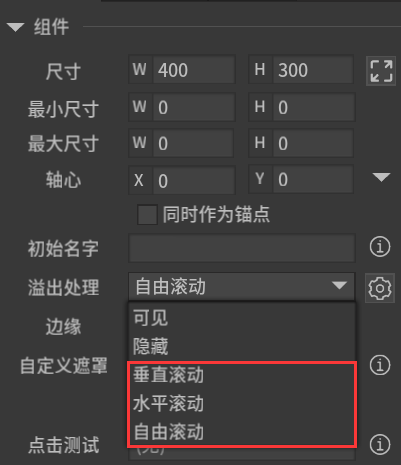 组件
尺寸 W 400 H 300
最小尺寸 W 0 H 0
最大尺寸 W 0 H 0
轴心 X 0 Y 0
同时作为锚点
初始名字
溢出处理 自由滚动
可见
边缘
隐藏
自定义遮罩
垂直滚动
水平滚动
自由滚动
点击测试